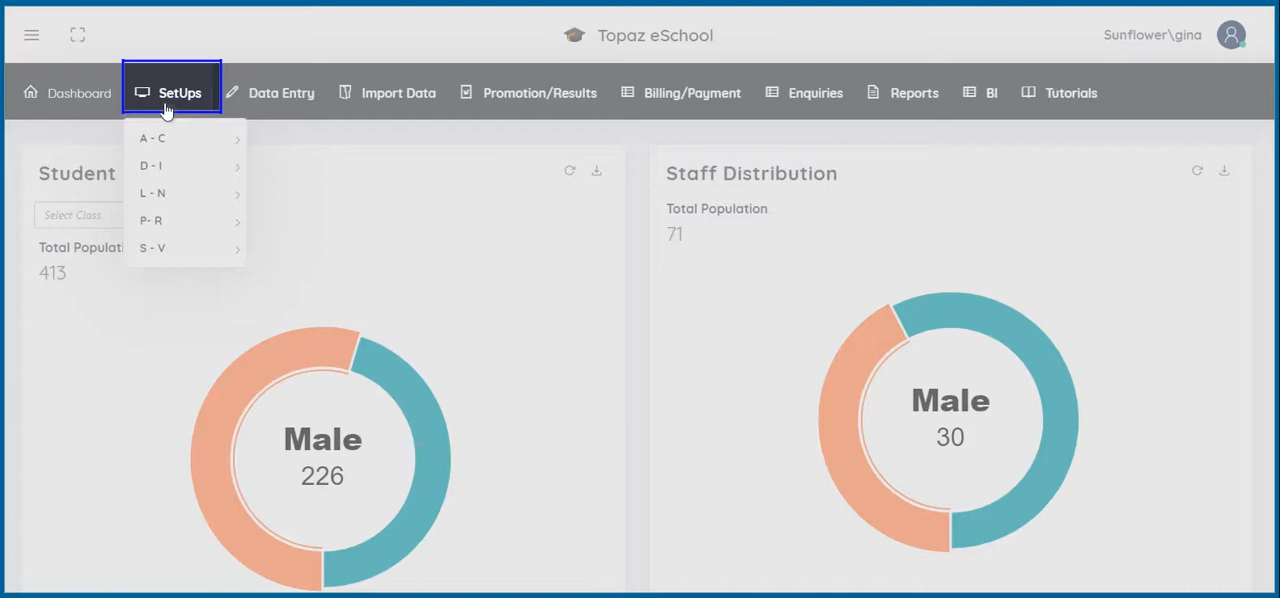 Topaz eSchool
Sunflower\gina
Dashboard SetUps Data Entry Import Data Promotion/Results Billing/Payment Enquiries Reports BI Tutorials
A - C
D - I
L - N
P- R
S - V
Student
Select Class
Total Populati
413
Male
226
Staff Distribution
Total Population
71
Male
30